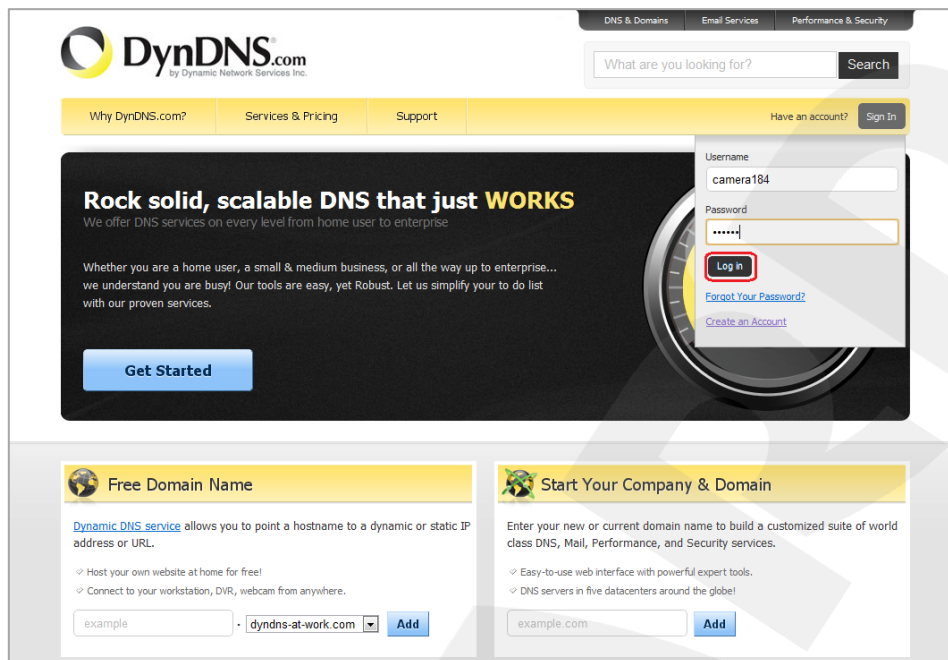 DNS & Domains Email Services Performance & Security
DynDNS.com
by Dynamic Network Services Inc.
What are you looking for? Search
Why DynDNS.com? Services & Pricing Support Have an account? Sign In
Username
camera184
Password
••••••
Log in
Forgot Your Password?
Create an Account
Rock solid, scalable DNS that just WORKS
We offer DNS services on every level from home user to enterprise
Whether you are a home user, a small & medium business, or all the way up to enterprise...
we understand you are busy! Our tools are easy, yet Robust. Let us simplify your to do list
with our proven services.
Get Started
Free Domain Name
Dynamic DNS service allows you to point a hostname to a dynamic or static IP
address or URL.
Host your own website at home for free!
Connect to your workstation, DVR, webcam from anywhere.
example - dyndns-at-work.com Add
Start Your Company & Domain
Enter your new or current domain name to build a customized suite of world
class DNS, Mail, Performance, and Security services.
Easy-to-use web interface with powerful expert tools.
DNS servers in five datacenters around the globe!
example.com Add